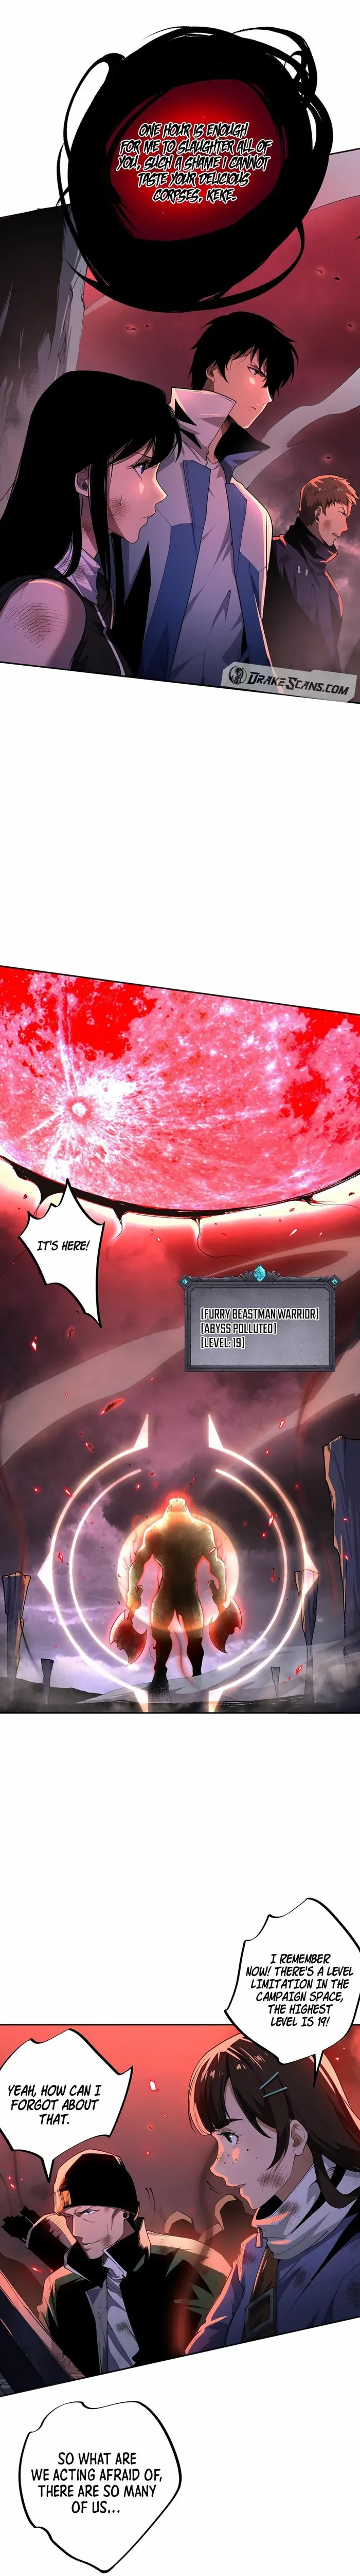 ONE HOUR IS ENOUGH
FOR ME TO SLAUGHTER ALL OF
YOU, SUCH A SHAME I CANNOT
TASTE YOUR DELICIOUS
CORPSES, KEKE.
DRAKESCANS.COM
IT'S HERE!
[FURRY BEASTMAN WARRIOR]
[ABYSS POLLUTED]
[LEVEL: 19]
I REMEMBER
NOW! THERE'S A LEVEL
LIMITATION IN THE
CAMPAIGN SPACE,
THE HIGHEST
LEVEL IS 19!
YEAH, HOW CAN I
FORGOT ABOUT
THAT.
SO WHAT ARE
WE ACTING AFRAID OF,
THERE ARE SO MANY
OF US...